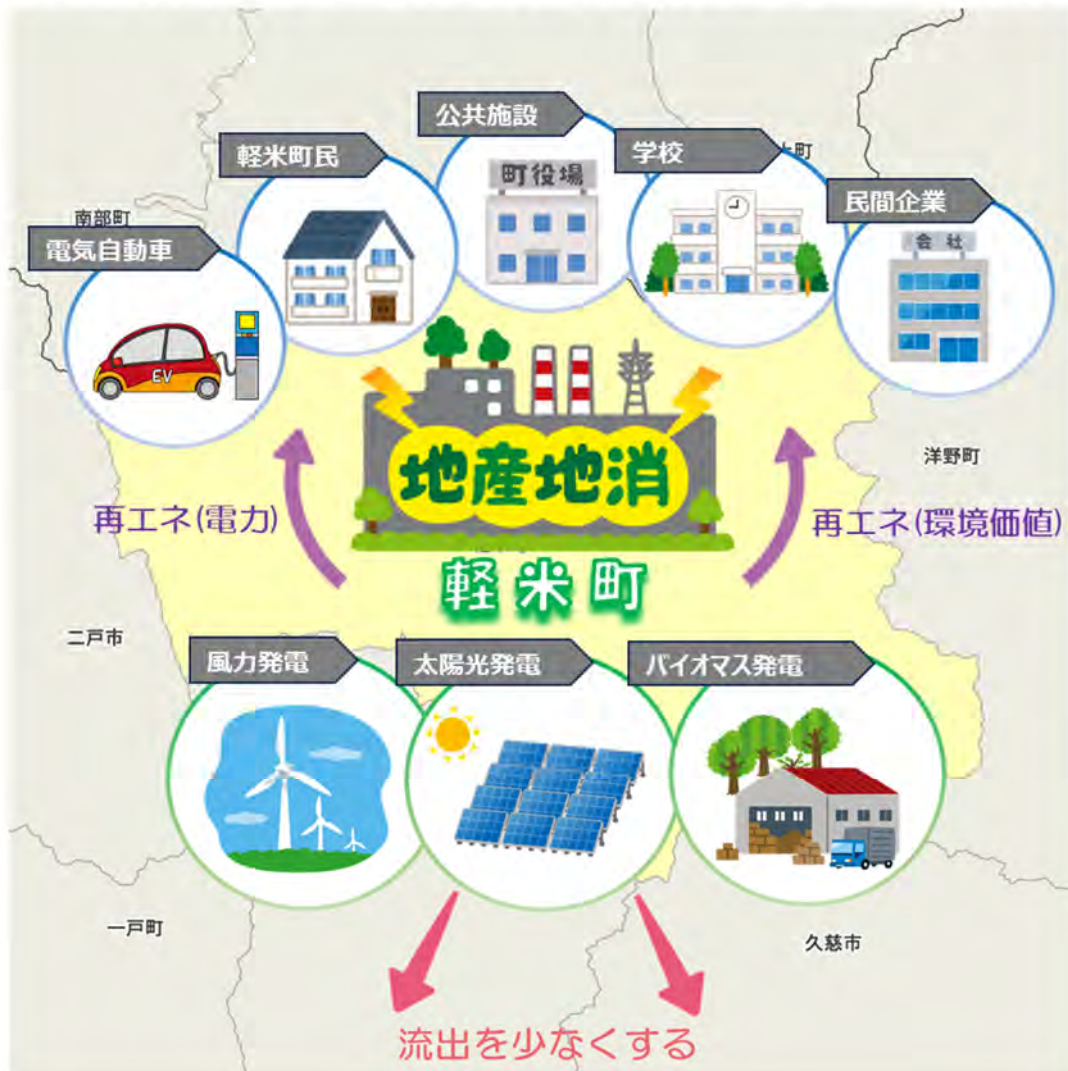 公共施設
軽米町民
学校
民間企業
南部町
電気自動車
町役場
会社
EV
地産地消
洋野町
再エネ(電力)
再エネ(環境価値)
軽米町
二戸市
風力発電
太陽光発電
バイオマス発電
一戸町
久慈市
流出を少なくする